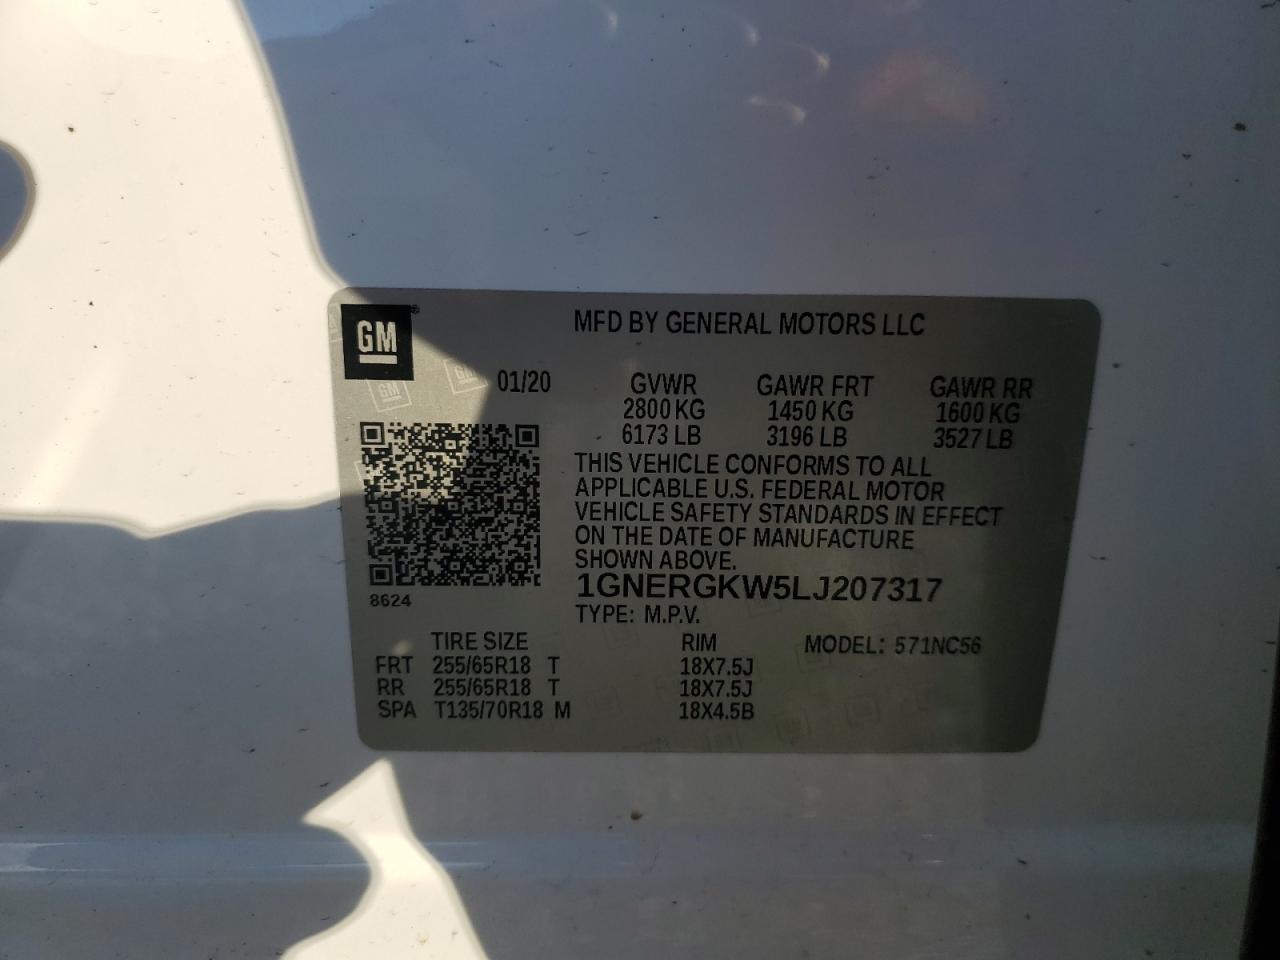 GM ®
MFD BY GENERAL MOTORS LLC
01/20 GVWR GAWR FRT GAWR RR
2800 KG 1450 KG 1600 KG
6173 LB 3196 LB 3527 LB
THIS VEHICLE CONFORMS TO ALL
APPLICABLE U.S. FEDERAL MOTOR
VEHICLE SAFETY STANDARDS IN EFFECT
ON THE DATE OF MANUFACTURE
SHOWN ABOVE.
1GNERGKW5LJ207317
8624
TYPE: M.P.V.
TIRE SIZE RIM MODEL: 571NC56
FRT 255/65R18 T 18X7.5J
RR 255/65R18 T 18X7.5J
SPA T135/70R18 M 18X4.5B